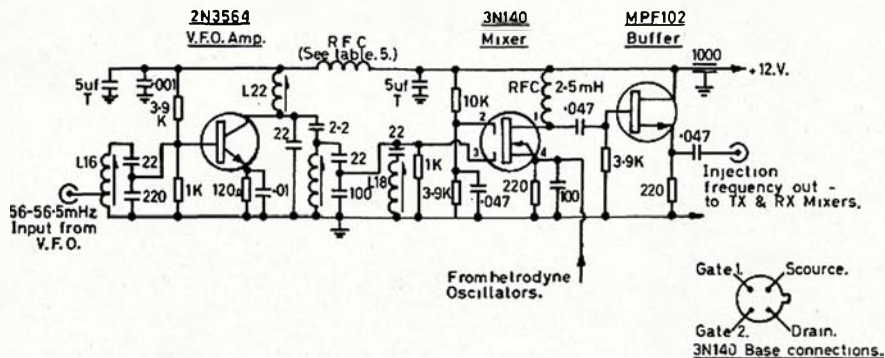 2N3564
V.F.O. Amp.
3N140
Mixer
MPF102
Buffer
R F C
(See Table. 5.)
1000
+12.V.
5uf
T
·001
3·9
K
L22
22
2·2
5uf
T
10K
RFC
2·5mH
·047
2
1
3
4
L16
22
220
1K
120Ω
·01
22
100
22
L18
1K
3·9K
·047
220
100
3·9K
220
·047
56-56·5mHz
Input from
V.F.O.
Injection
frequency out -
to TX & RX Mixers.
From hetrodyne
Oscillators.
Gate 1.
Scource.
Gate 2.
Drain.
3N140 Base connections.